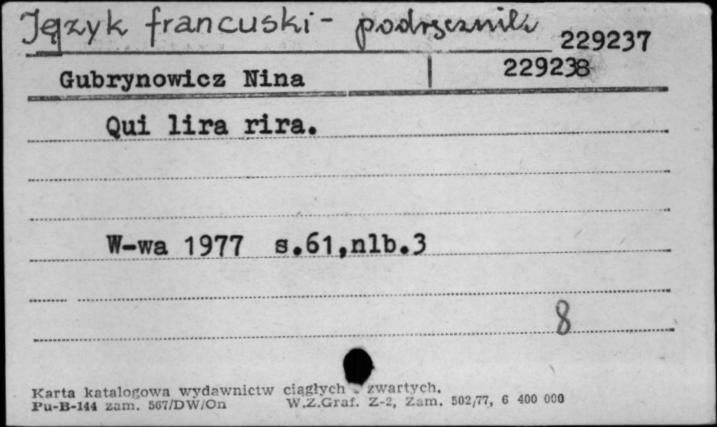 Język francuski - podręczniki
229237
Gubrynowicz Nina
229238
Qui lira rira.
W-wa 1977 s.61,nlb.3
8
Karta katalogowa wydawnictw ciągłych - zwartych.
Pu-B-144 zam. 567/DW/On W.Z.Graf. Z-2, Zam. 502/77, 6 400 000